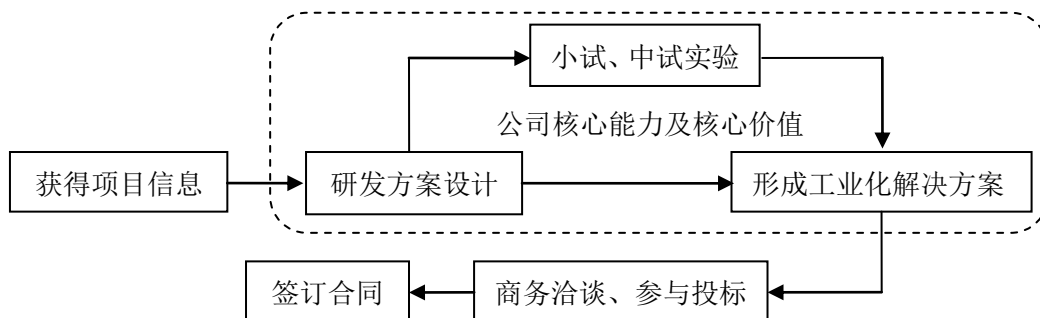 小试、中试实验
公司核心能力及核心价值
获得项目信息
研发方案设计
形成工业化解决方案
签订合同
商务洽谈、参与投标